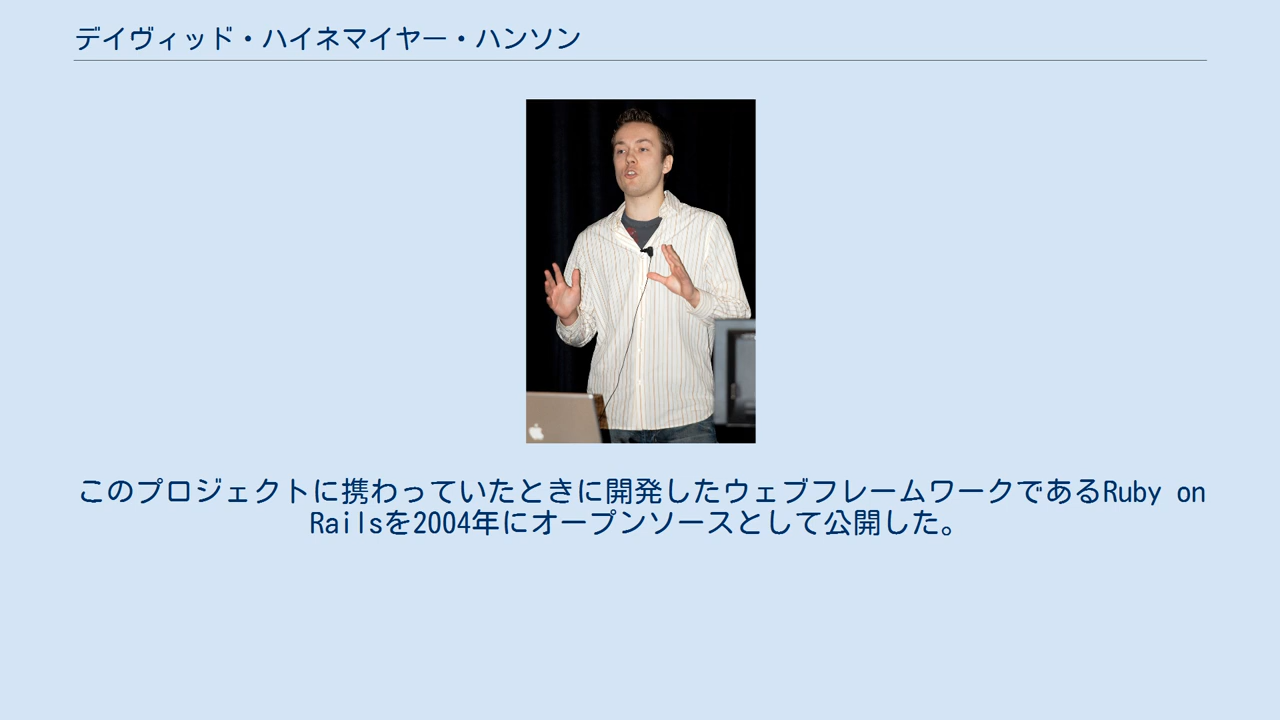 デイヴィッド・ハイネマイヤー・ハンソン
このプロジェクトに携わっていたときに開発したウェブフレームワークであるRuby on
Railsを2004年にオープンソースとして公開した。